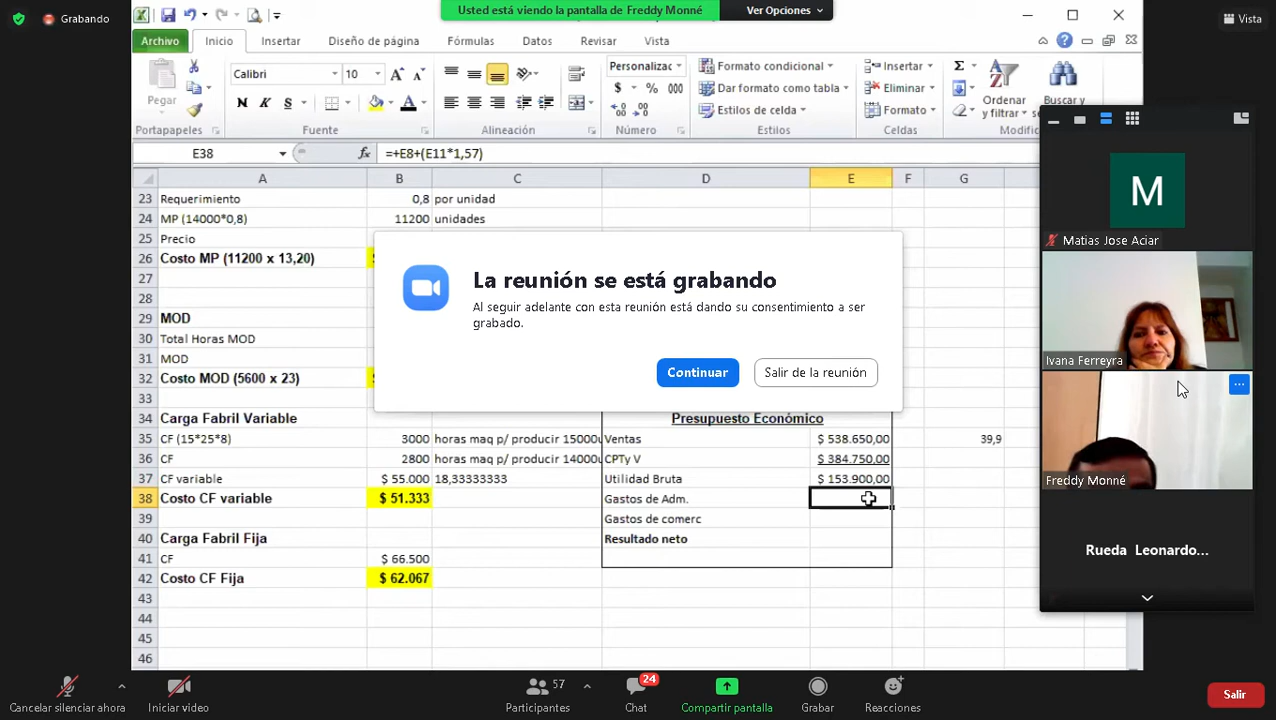 Grabando
Usted está viendo la pantalla de Freddy Monné
Ver Opciones
Vista
Archivo
Inicio
Insertar
Diseño de página
Fórmulas
Datos
Revisar
Vista
Pegar
Portapapeles
Calibri
10
N K S
Fuente
Alineación
Personalizac
$ % 000
Número
Formato condicional
Dar formato como tabla
Estilos de celda
Estilos
Insertar
Eliminar
Formato
Celdas
Σ
Ordenar
y filtrar
Buscar y
Modific
E38
fx
=+E8+(E11*1,57)
A B C D E F G
23 Requerimiento 0,8 por unidad
24 MP (14000*0,8) 11200 unidades
25 Precio
26 Costo MP (11200 x 13,20) $
27
28
29 MOD
30 Total Horas MOD
31 MOD
32 Costo MOD (5600 x 23) $
33
34 Carga Fabril Variable Presupuesto Económico
35 CF (15*25*8) 3000 horas maq p/ producir 15000u Ventas $ 538.650,00 39,9
36 CF 2800 horas maq p/ producir 14000u CPTy V $ 384.750,00
37 CF variable $ 55.000 18,33333333 Utilidad Bruta $ 153.900,00
38 Costo CF variable $ 51.333 Gastos de Adm.
39 Gastos de comerc
40 Carga Fabril Fija Resultado neto
41 CF $ 66.500
42 Costo CF Fija $ 62.067
43
44
45
46
La reunión se está grabando
Al seguir adelante con esta reunión está dando su consentimiento a ser
grabado.
Continuar
Salir de la reunión
M
Matias Jose Aciar
Ivana Ferreyra
Freddy Monné
Rueda Leonardo...
Cancelar silenciar ahora
Iniciar video
57
Participantes
24
Chat
Compartir pantalla
Grabar
Reacciones
Salir